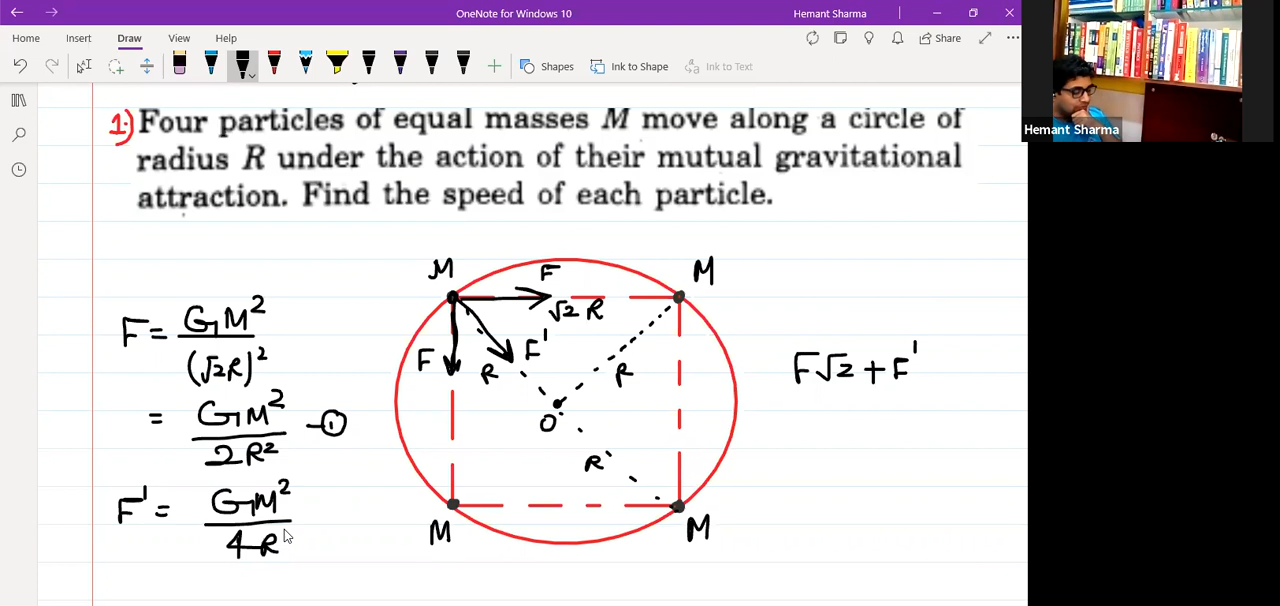 OneNote for Windows 10
Hemant Sharma
Home Insert Draw View Help
Share
Shapes Ink to Shape Ink to Text
1.) Four particles of equal masses M move along a circle of
radius R under the action of their mutual gravitational
attraction. Find the speed of each particle.
Hemant Sharma
M F M
√2 R
F = GM² / (√2R)²
F F' R R
F√2 + F'
= GM² / 2R² —①
O
R
F' = GM² / 4R
M M